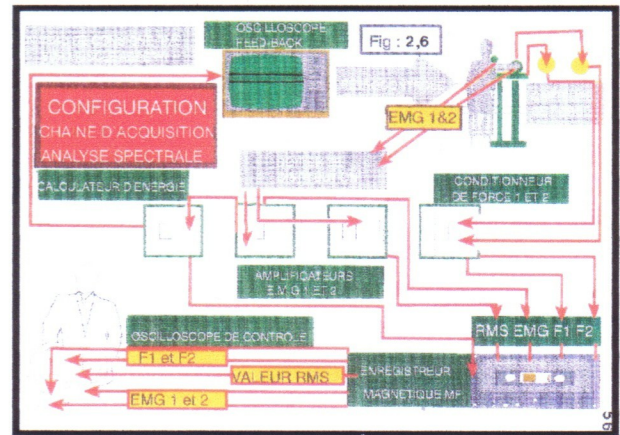 OSCILLOSCOPE
FEED-BACK
Fig : 2,6
CONFIGURATION
CHAINE D'ACQUISITION
ANALYSE SPECTRALE
EMG 1&2
CALCULATEUR D'ENERGIE
CONDITIONNEUR
DE FORCE 1 ET 2
AMPLIFICATEURS
E.M.G 1 ET 2
OSCILLOSCOPE DE CONTROLE
RMS EMG F1 F2
F1 et F2
VALEUR RMS
ENREGISTREUR
MAGNETIQUE MF
EMG 1 et 2
56